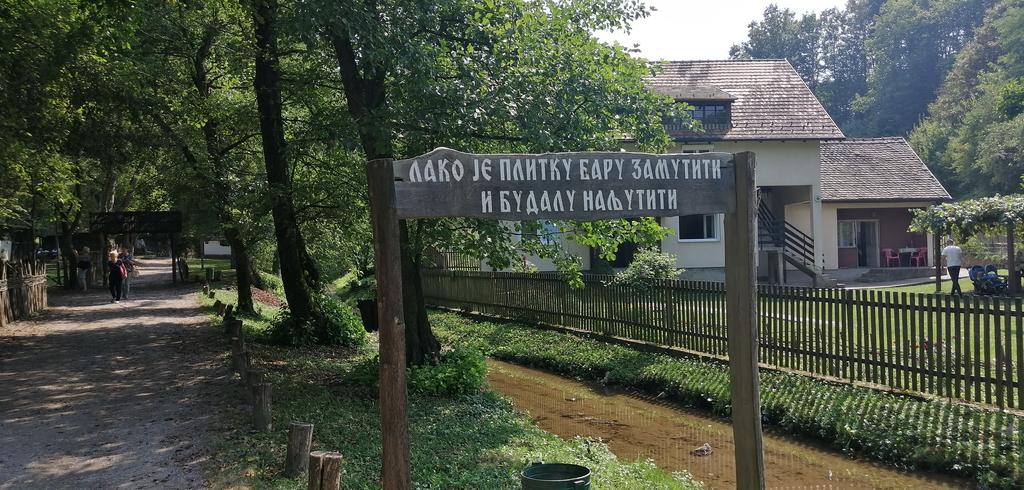 ЛАКО ЈЕ ПЛИТКУ БАРУ ЗАМУТИТИ
И БУДАЛУ НАЉУТИТИ